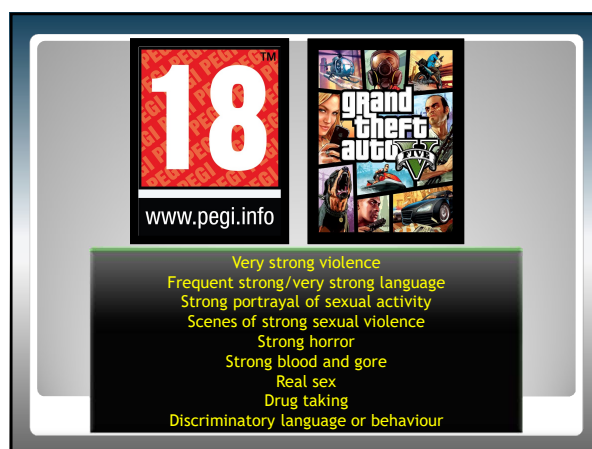 TM
18
www.pegi.info
grand
theft
auto
V
FIVE
Very strong violence
Frequent strong/very strong language
Strong portrayal of sexual activity
Scenes of strong sexual violence
Strong horror
Strong blood and gore
Real sex
Drug taking
Discriminatory language or behaviour